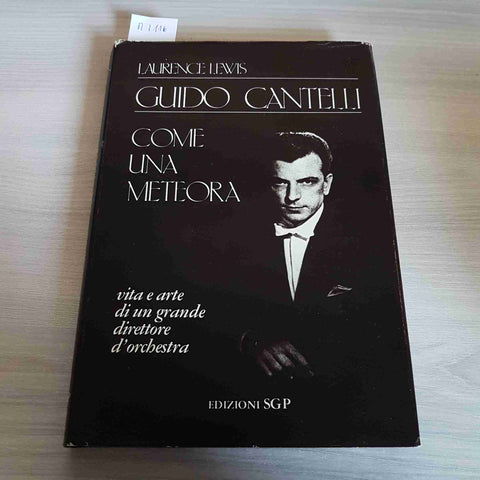 LAURENCE LEWIS
GUIDO CANTELLI
COME
UNA
METEORA
vita e arte
di un grande
direttore
d'orchestra
EDIZIONI SGP